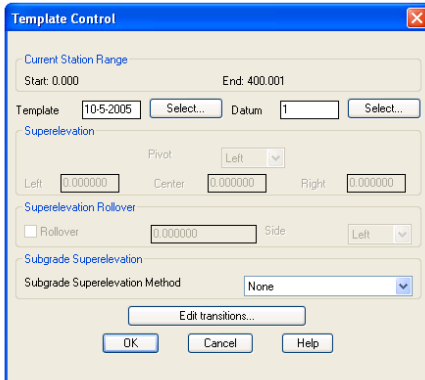 Template Control
Current Station Range
Start: 0.000 End: 400.001
Template 10-5-2005 Select... Datum 1 Select...
Superelevation
Pivot Left
Left 0.000000 Center 0.000000 Right 0.000000
Superelevation Rollover
Rollover 0.000000 Side Left
Subgrade Superelevation
Subgrade Superelevation Method None
Edit transitions...
OK Cancel Help